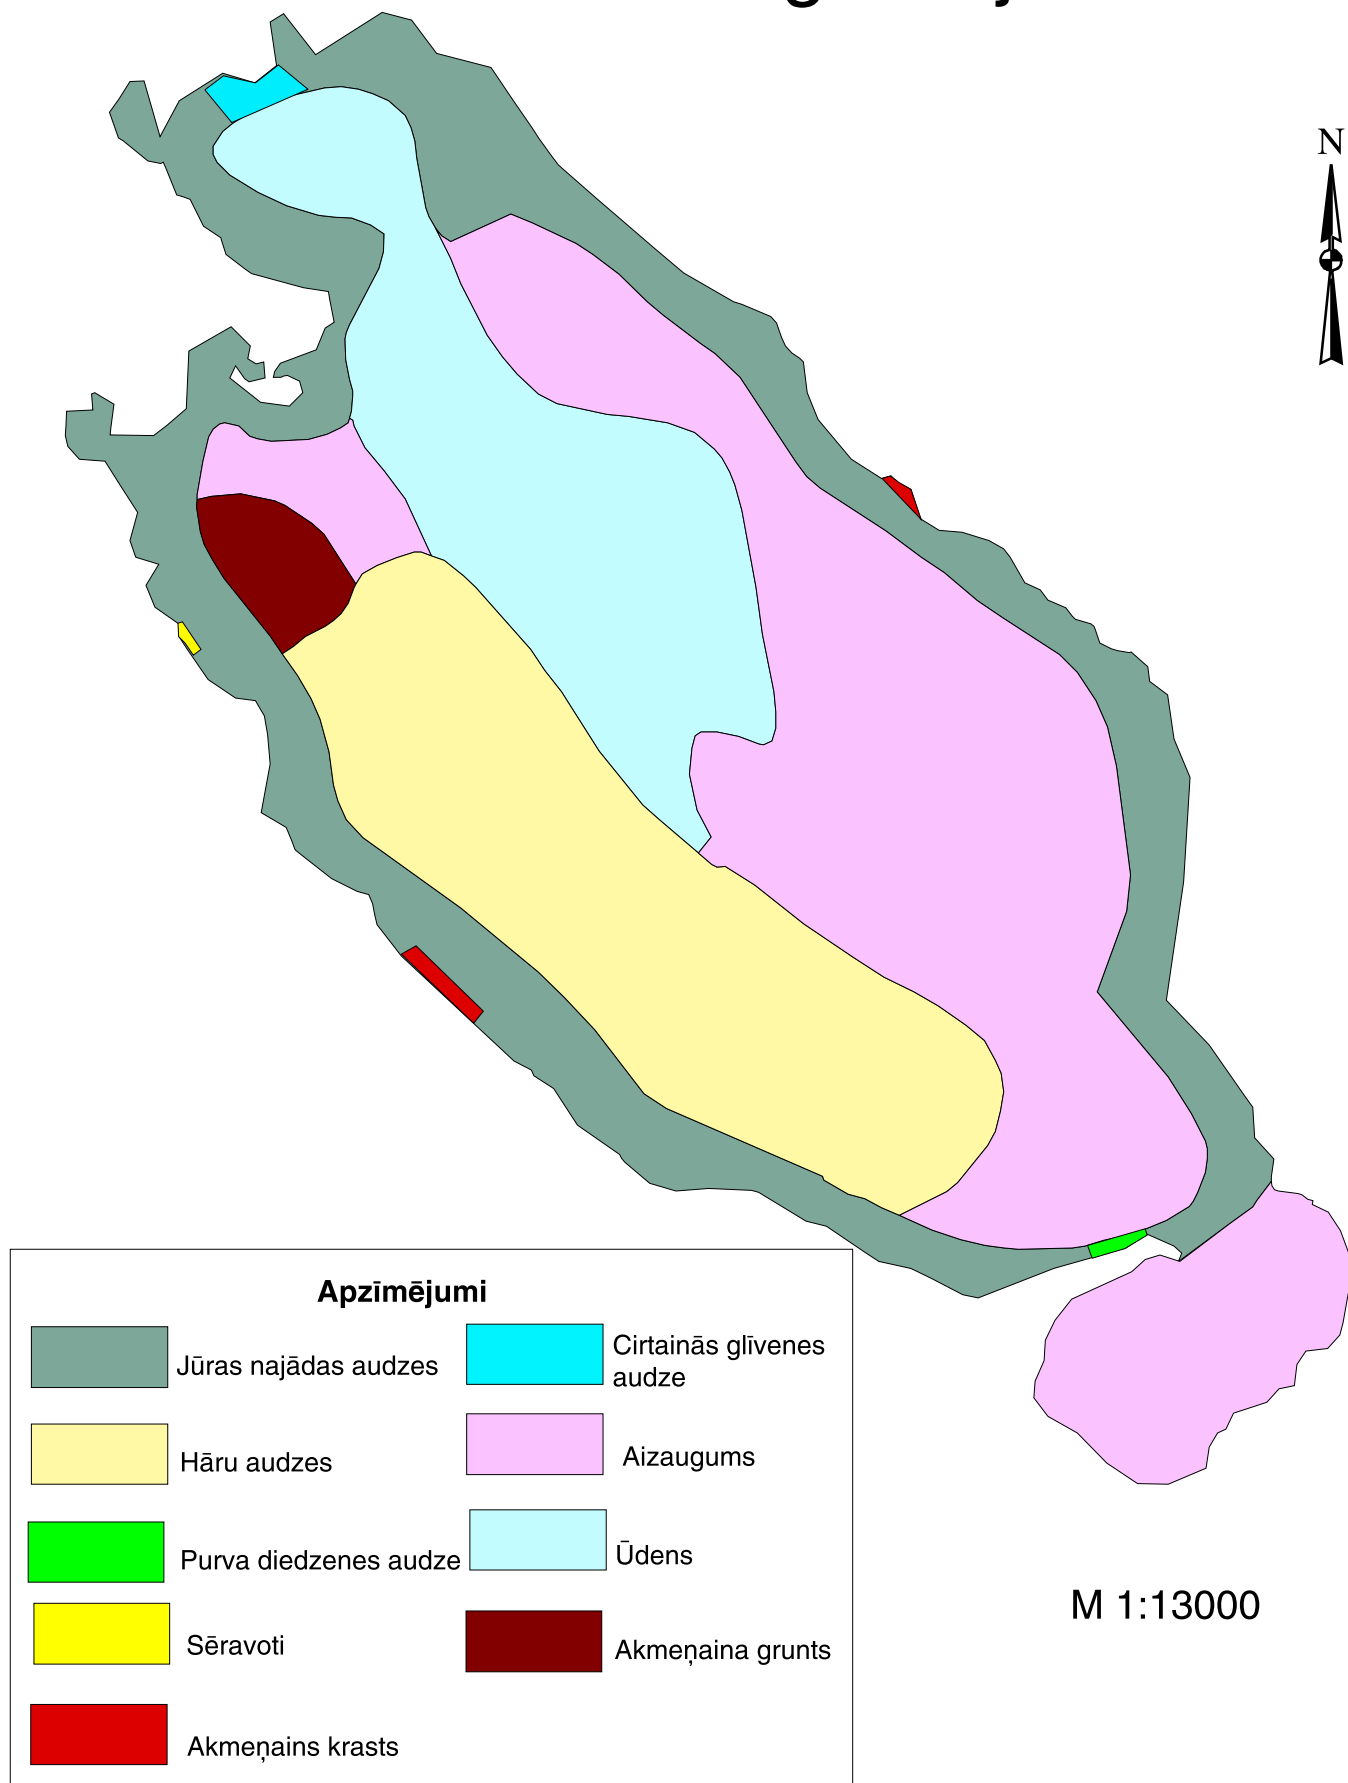 N
Apzīmējumi
Jūras najādas audzes
Cirtainās glīvenes
audze
Hāru audzes
Aizaugums
Purva diedzenes audze
Ūdens
Sēravoti
Akmeņaina grunts
Akmeņains krasts
M 1:13000